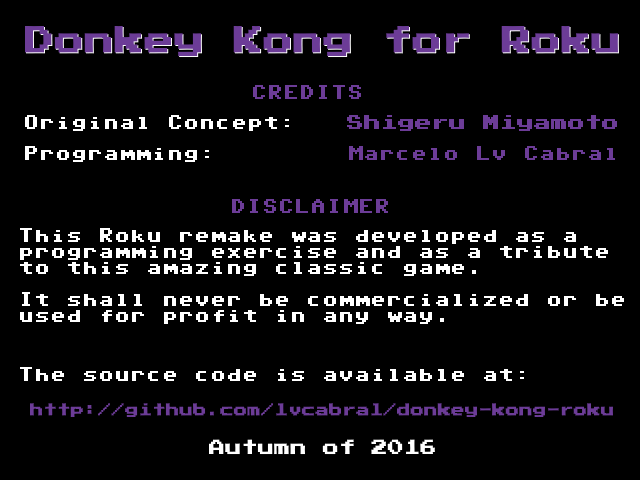 Donkey Kong for Roku
CREDITS
Original Concept: Shigeru Miyamoto
Programming: Marcelo Lv Cabral
DISCLAIMER
This Roku remake was developed as a
programming exercise and as a tribute
to this amazing classic game.
It shall never be commercialized or be
used for profit in any way.
The source code is available at:
http://github.com/lvcabral/donkey-kong-roku
Autumn of 2016